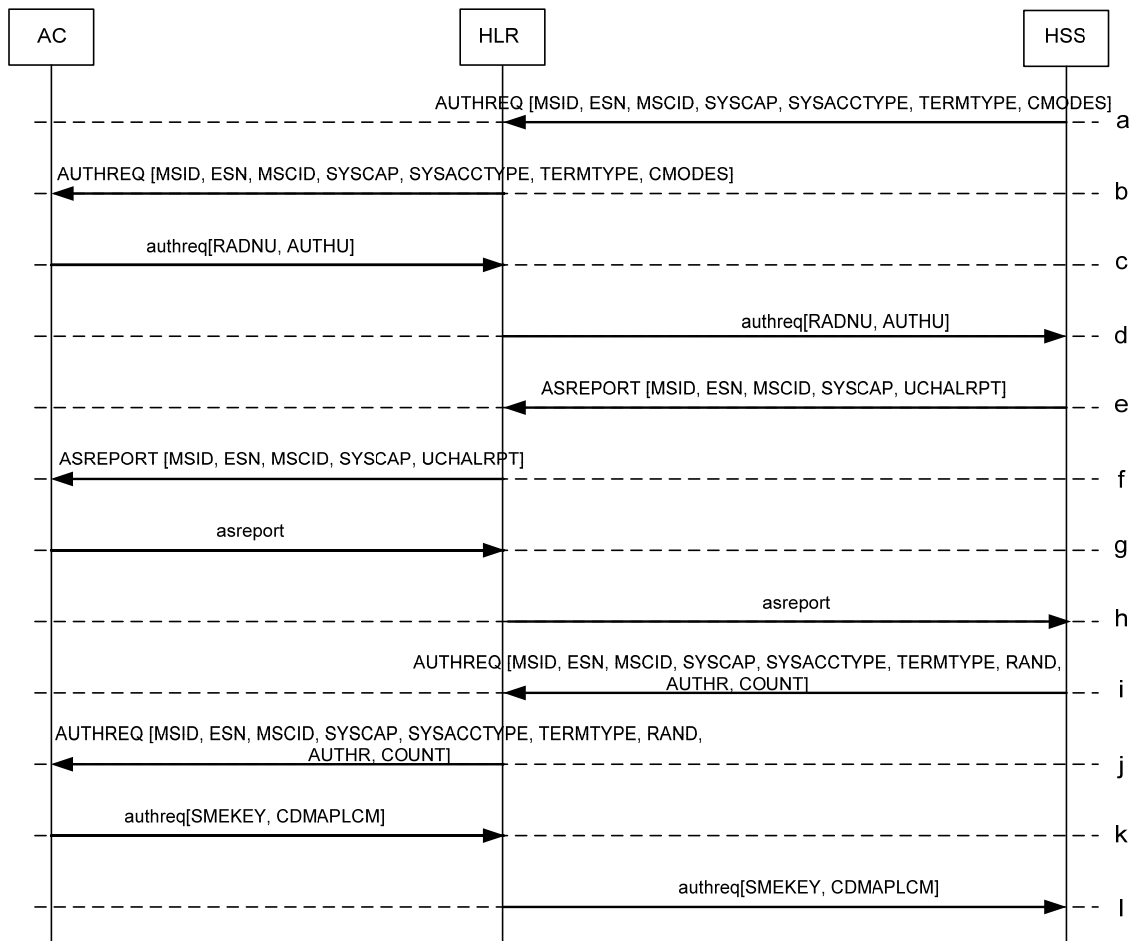 AC
HLR
HSS
AUTHREQ [MSID, ESN, MSCID, SYSCAP, SYSACCTYPE, TERMTYPE, CMODES]
a
AUTHREQ [MSID, ESN, MSCID, SYSCAP, SYSACCTYPE, TERMTYPE, CMODES]
b
authreq[RADNU, AUTHU]
c
authreq[RADNU, AUTHU]
d
ASREPORT [MSID, ESN, MSCID, SYSCAP, UCHALRPT]
e
ASREPORT [MSID, ESN, MSCID, SYSCAP, UCHALRPT]
f
asreport
g
asreport
h
AUTHREQ [MSID, ESN, MSCID, SYSCAP, SYSACCTYPE, TERMTYPE, RAND,
AUTHR, COUNT]
i
AUTHREQ [MSID, ESN, MSCID, SYSCAP, SYSACCTYPE, TERMTYPE, RAND,
AUTHR, COUNT]
j
authreq[SMEKEY, CDMAPLCM]
k
authreq[SMEKEY, CDMAPLCM]
l